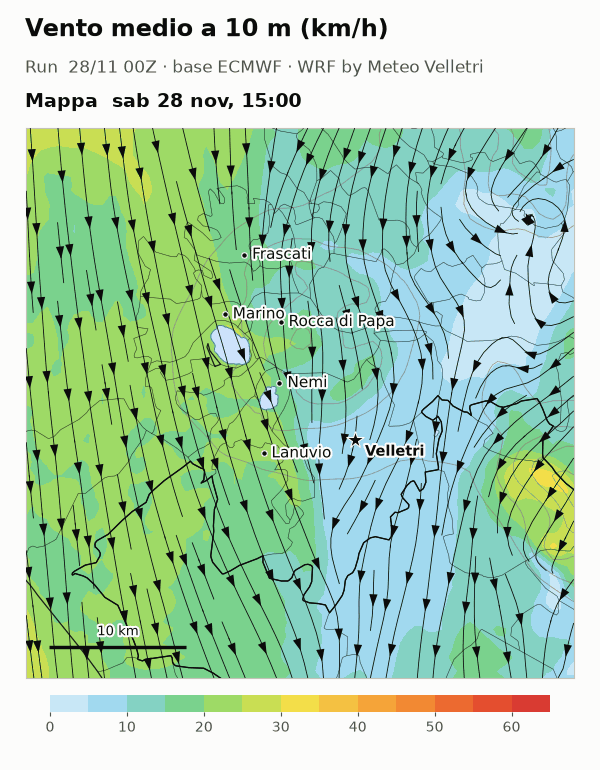 Vento medio a 10 m (km/h)
Run  28/11 00Z · base ECMWF · WRF by Meteo Velletri
Mappa  sab 28 nov, 15:00
Frascati
Marino
Rocca di Papa
Nemi
Velletri
Lanuvio
10 km
0 10 20 30 40 50 60